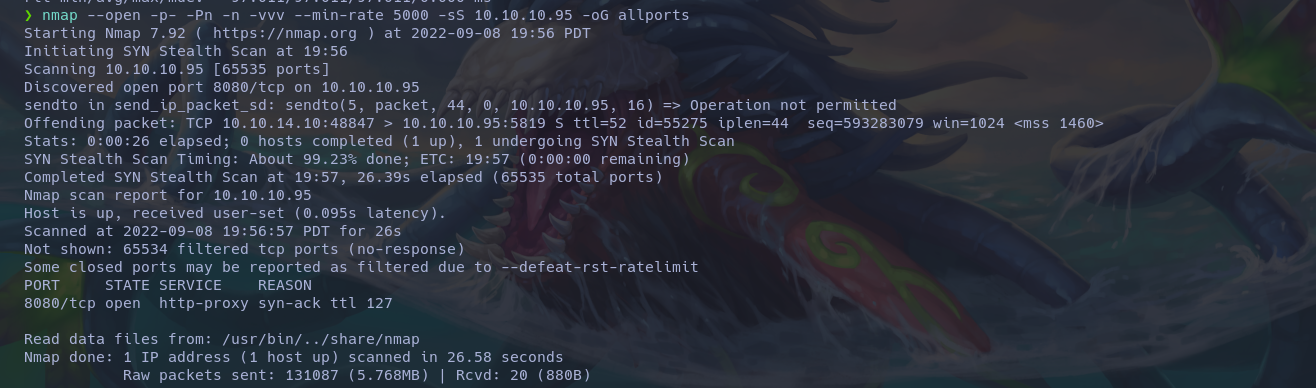 ❯ nmap --open -p- -Pn -n -vvv --min-rate 5000 -sS 10.10.10.95 -oG allports
Starting Nmap 7.92 ( https://nmap.org ) at 2022-09-08 19:56 PDT
Initiating SYN Stealth Scan at 19:56
Scanning 10.10.10.95 [65535 ports]
Discovered open port 8080/tcp on 10.10.10.95
sendto in send_ip_packet_sd: sendto(5, packet, 44, 0, 10.10.10.95, 16) => Operation not permitted
Offending packet: TCP 10.10.14.10:48847 > 10.10.10.95:5819 S ttl=52 id=55275 iplen=44  seq=593283079 win=1024 <mss 1460>
Stats: 0:00:26 elapsed; 0 hosts completed (1 up), 1 undergoing SYN Stealth Scan
SYN Stealth Scan Timing: About 99.23% done; ETC: 19:57 (0:00:00 remaining)
Completed SYN Stealth Scan at 19:57, 26.39s elapsed (65535 total ports)
Nmap scan report for 10.10.10.95
Host is up, received user-set (0.095s latency).
Scanned at 2022-09-08 19:56:57 PDT for 26s
Not shown: 65534 filtered tcp ports (no-response)
Some closed ports may be reported as filtered due to --defeat-rst-ratelimit
PORT     STATE SERVICE    REASON
8080/tcp open  http-proxy syn-ack ttl 127
Read data files from: /usr/bin/../share/nmap
Nmap done: 1 IP address (1 host up) scanned in 26.58 seconds
Raw packets sent: 131087 (5.768MB) | Rcvd: 20 (880B)